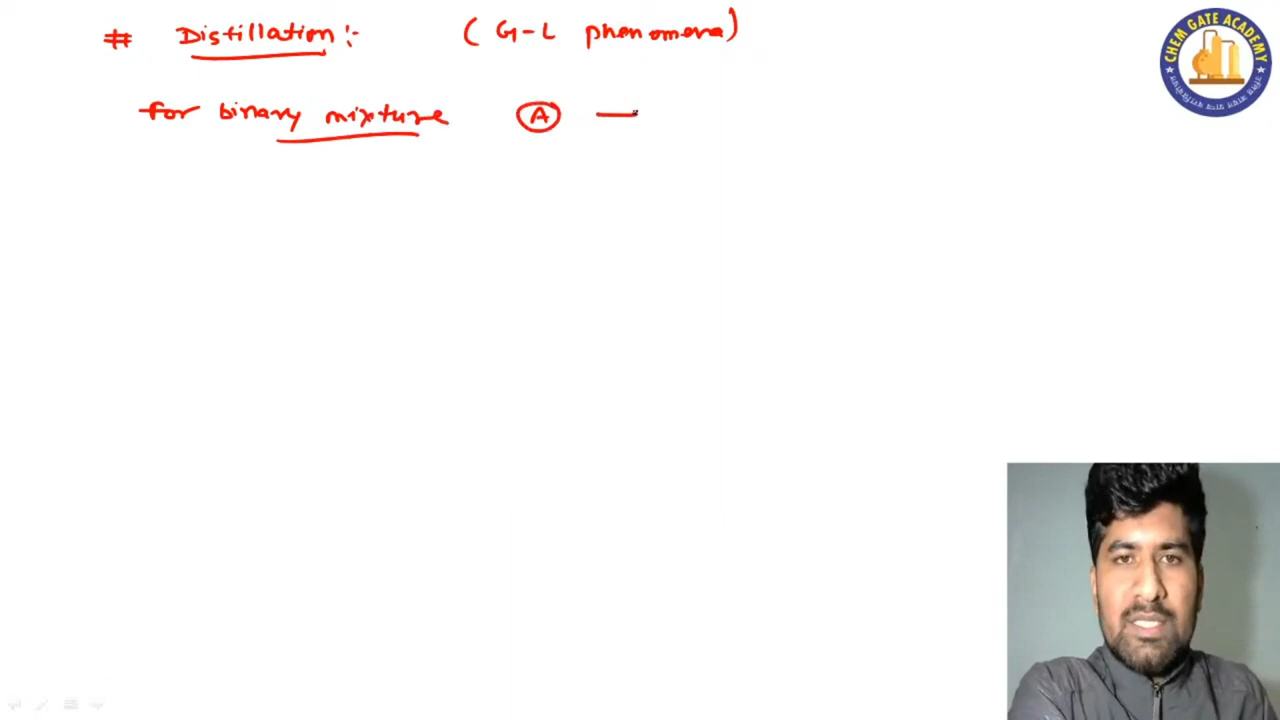 # Distillation :- (G-L phenomena)
for binary mixture A —
CHEM GATE ACADEMY